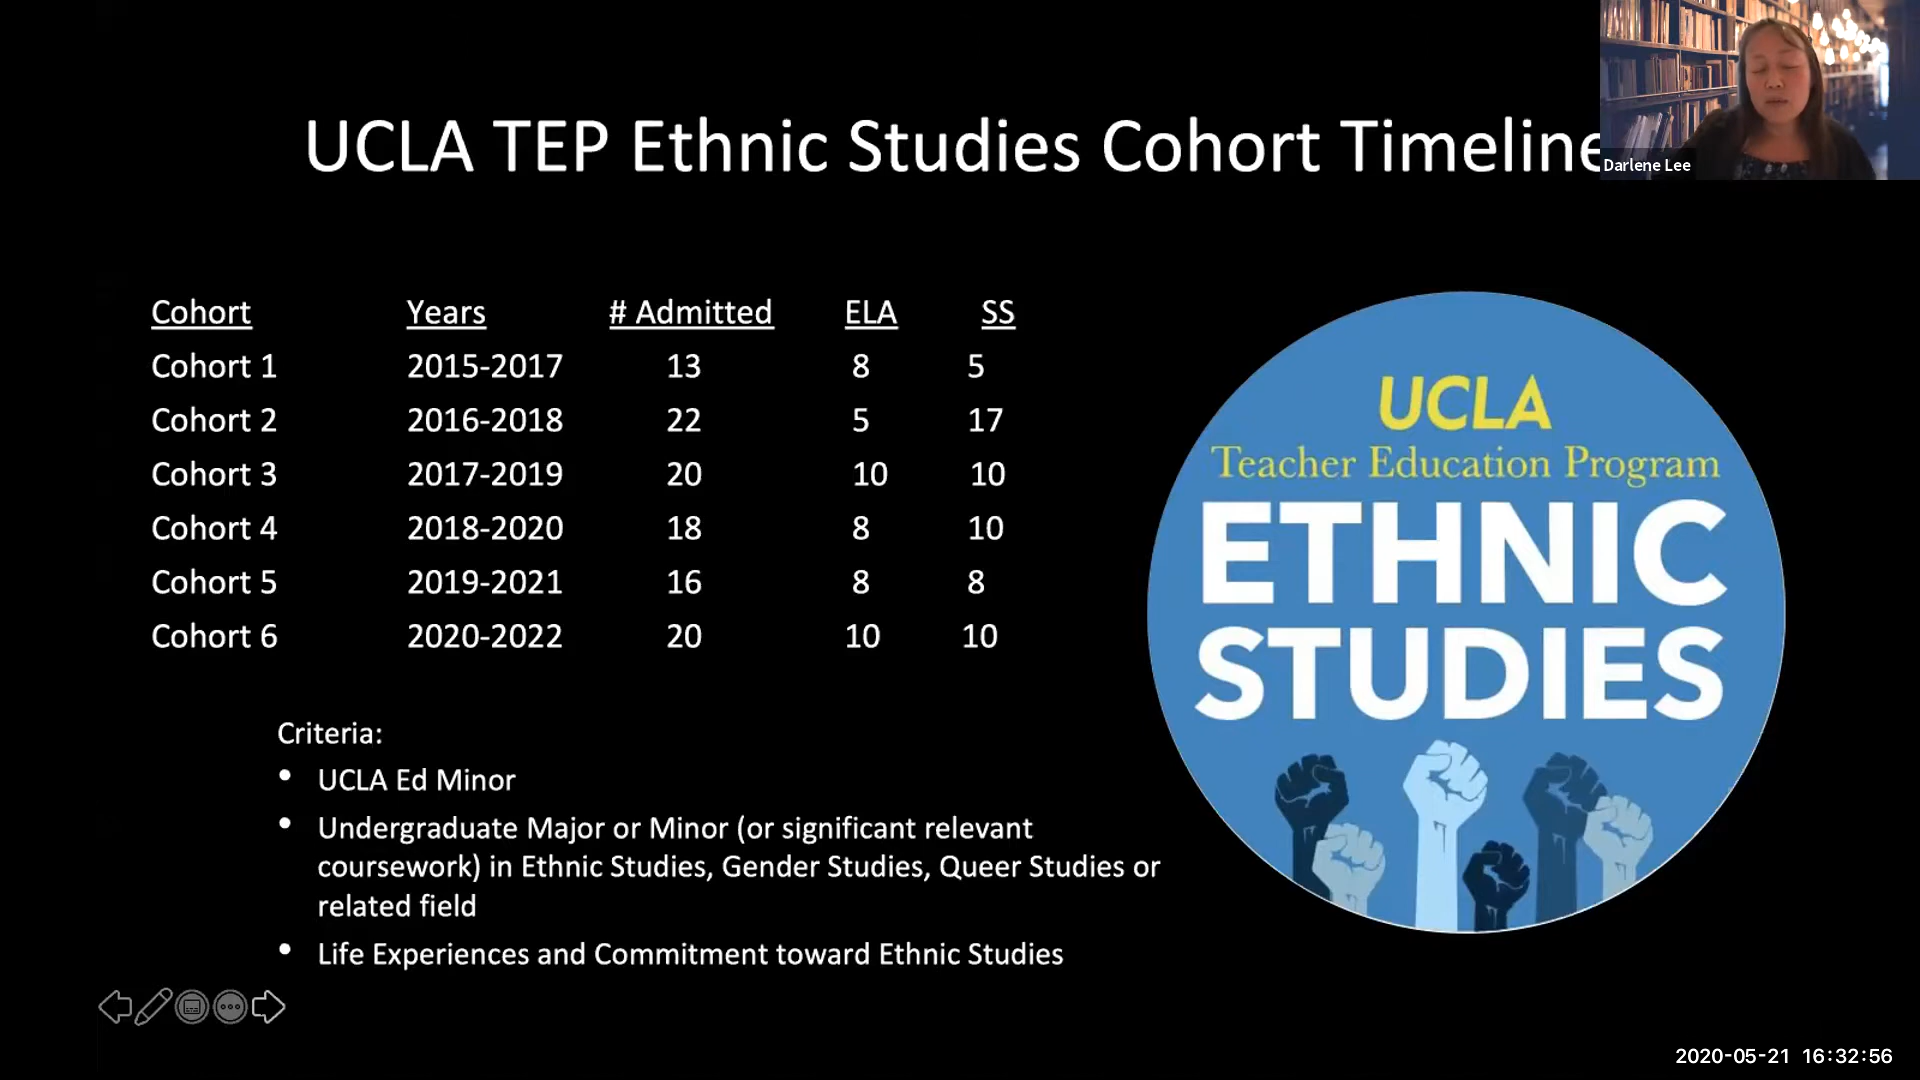 UCLA TEP Ethnic Studies Cohort Timeline
Darlene Lee
Cohort Years # Admitted ELA SS
Cohort 1 2015-2017 13 8 5
Cohort 2 2016-2018 22 5 17
Cohort 3 2017-2019 20 10 10
Cohort 4 2018-2020 18 8 10
Cohort 5 2019-2021 16 8 8
Cohort 6 2020-2022 20 10 10
Criteria:
• UCLA Ed Minor
• Undergraduate Major or Minor (or significant relevant
coursework) in Ethnic Studies, Gender Studies, Queer Studies or
related field
• Life Experiences and Commitment toward Ethnic Studies
UCLA
Teacher Education Program
ETHNIC
STUDIES
2020-05-21 16:32:56